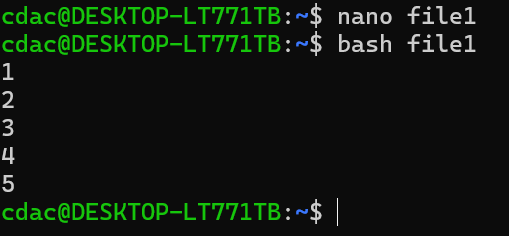 cdac@DESKTOP-LT771TB:~$ nano file1
cdac@DESKTOP-LT771TB:~$ bash file1
1
2
3
4
5
cdac@DESKTOP-LT771TB:~$